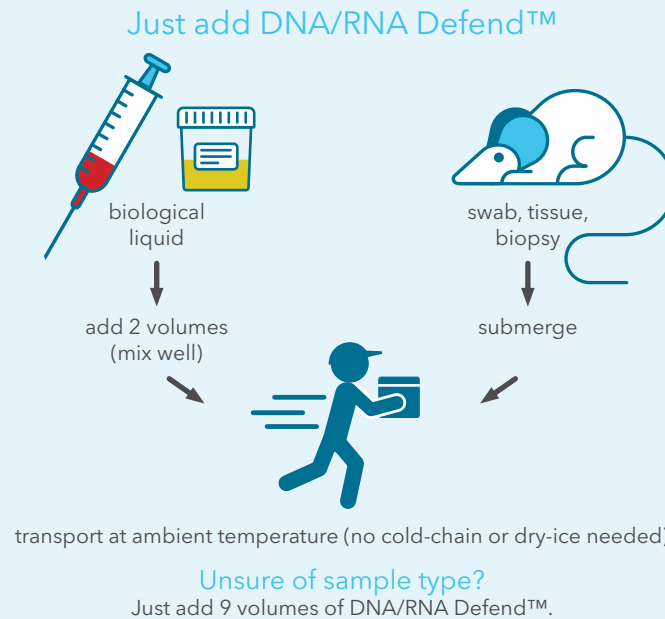 Just add DNA/RNA Defend™
biological
liquid
swab, tissue,
biopsy
add 2 volumes
(mix well)
submerge
transport at ambient temperature (no cold-chain or dry-ice needed)
Unsure of sample type?
Just add 9 volumes of DNA/RNA Defend™.